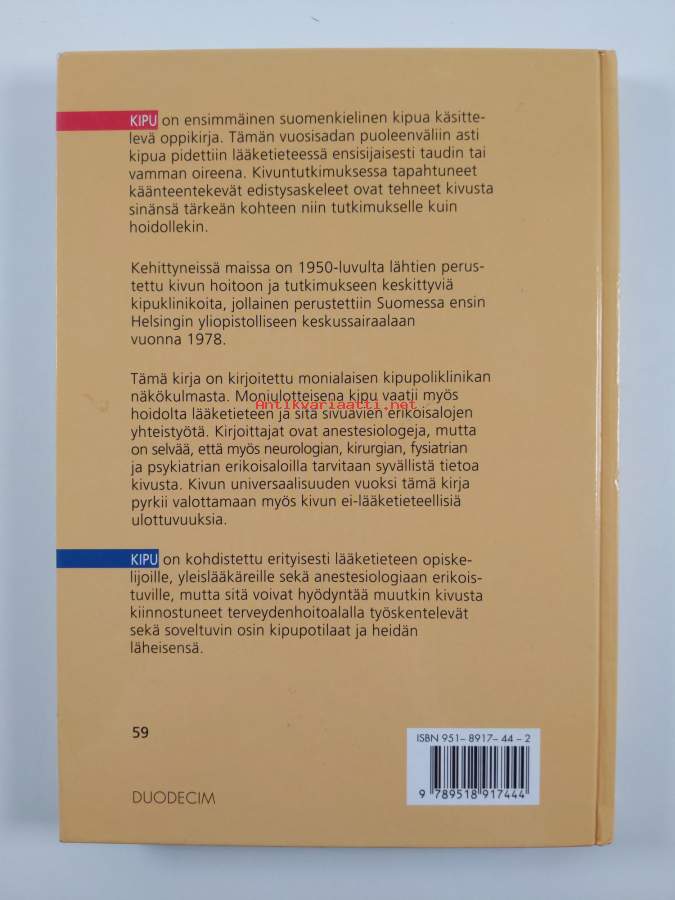 KIPU on ensimmäinen suomenkielinen kipua käsitte-
levä oppikirja. Tämän vuosisadan puoleenväliin asti
kipua pidettiin lääketieteessä ensisijaisesti taudin tai
vamman oireena. Kivuntutkimuksessa tapahtuneet
käänteentekevät edistysaskeleet ovat tehneet kivusta
sinänsä tärkeän kohteen niin tutkimukselle kuin
hoidollekin.
Kehittyneissä maissa on 1950-luvulta lähtien perus-
tettu kivun hoitoon ja tutkimukseen keskittyviä
kipuklinikoita, jollainen perustettiin Suomessa ensin
Helsingin yliopistolliseen keskussairaalaan
vuonna 1978.
Tämä kirja on kirjoitettu monialaisen kipupoliklinikan
näkökulmasta. Moniulotteisena kipu vaatii myös
Antikvariaatti.net
hoidolta lääketieteen ja sitä sivuavien erikoisalojen
yhteistyötä. Kirjoittajat ovat anestesiologeja, mutta
on selvää, että myös neurologian, kirurgian, fysiatrian
ja psykiatrian erikoisaloilla tarvitaan syvällistä tietoa
kivusta. Kivun universaalisuuden vuoksi tämä kirja
pyrkii valottamaan myös kivun ei-lääketieteellisiä
ulottuvuuksia.
KIPU on kohdistettu erityisesti lääketieteen opiske-
lijoille, yleislääkäreille sekä anestesiologiaan erikois-
tuville, mutta sitä voivat hyödyntää muutkin kivusta
kiinnostuneet terveydenhoitoalalla työskentelevät
sekä soveltuvin osin kipupotilaat ja heidän
läheisensä.
59
ISBN 951-8917-44-2
9 789518 917444
DUODECIM